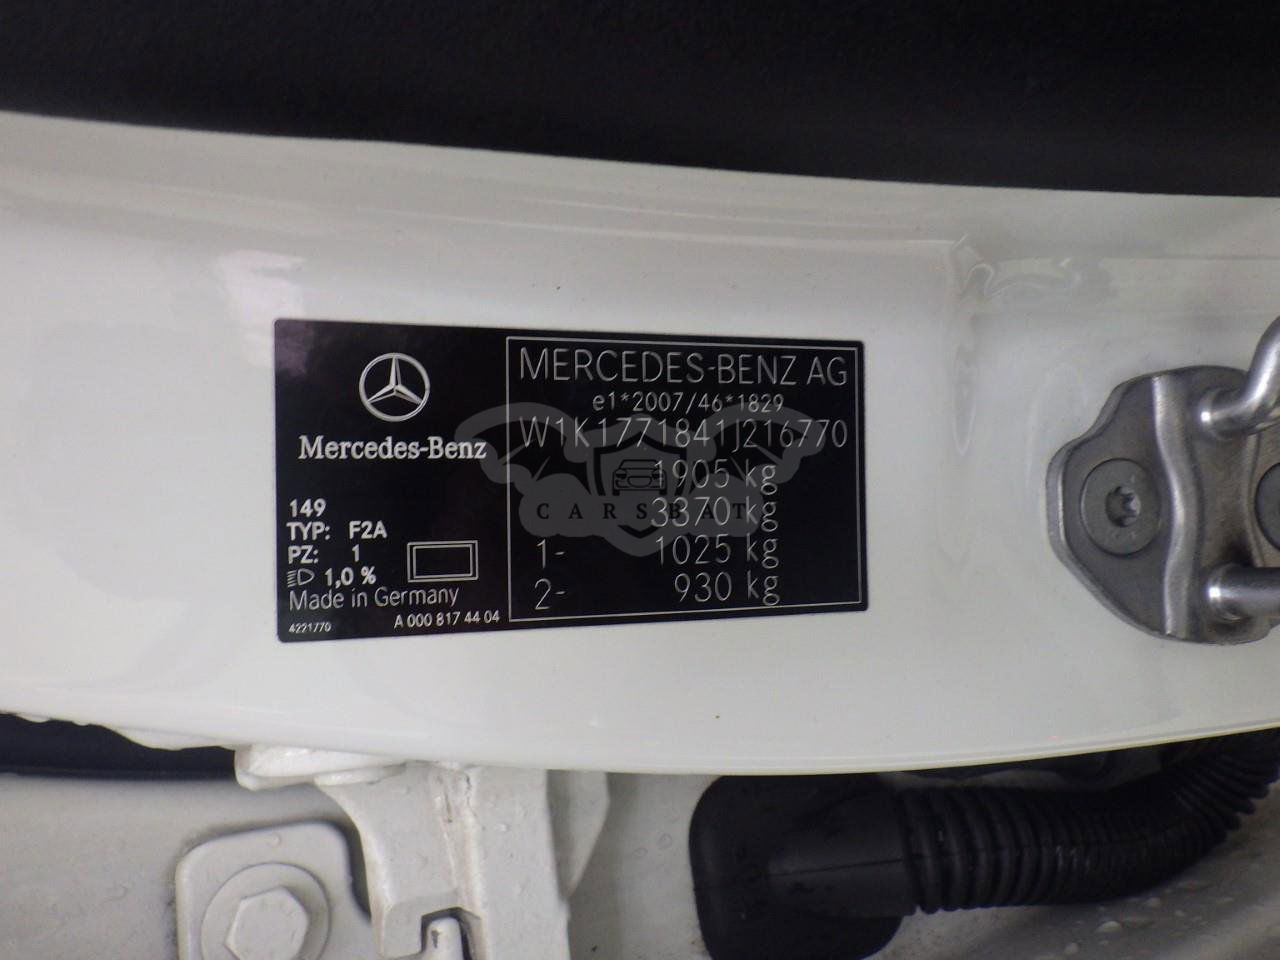 Mercedes-Benz
149
TYP: F2A
PZ: 1
1,0 %
Made in Germany
4221770
A 000 817 44 04
MERCEDES-BENZ AG
e1*2007/46*1829
W1K1771841J216770
1905 kg
3370 kg
1- 1025 kg
2- 930 kg
CARSBAT